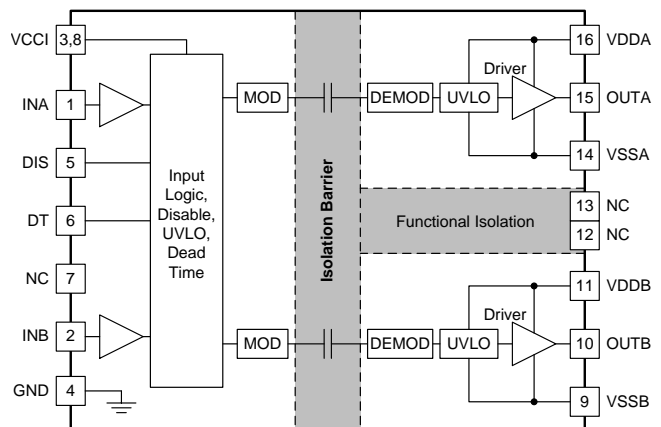 VCCI 3,8
INA 1
DIS 5
DT 6
NC 7
INB 2
GND 4
Input
Logic,
Disable,
UVLO,
Dead
Time
MOD
MOD
Isolation Barrier
DEMOD UVLO Driver
Functional Isolation
DEMOD UVLO Driver
16 VDDA
15 OUTA
14 VSSA
13 NC
12 NC
11 VDDB
10 OUTB
9 VSSB